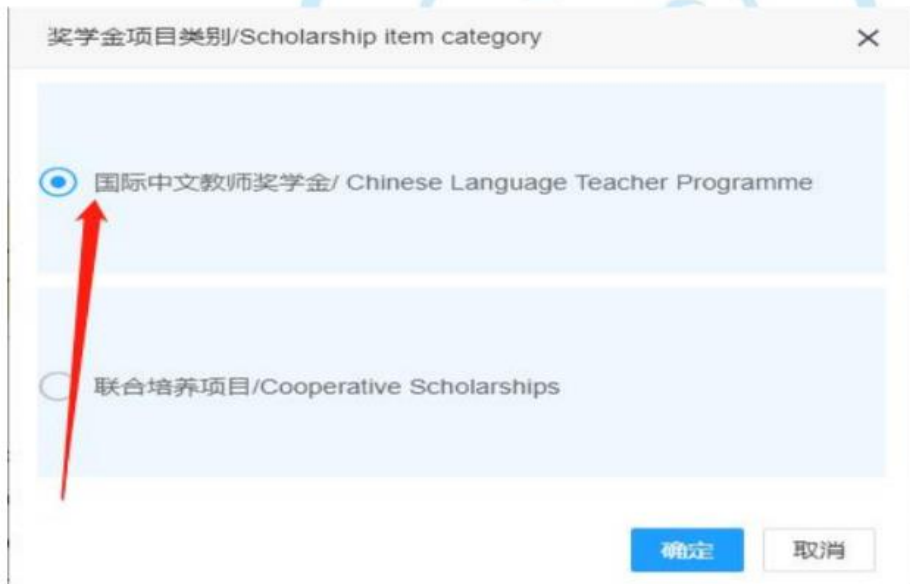 奖学金项目类别/Scholarship item category
国际中文教师奖学金/ Chinese Language Teacher Programme
联合培养项目/Cooperative Scholarships
确定
取消